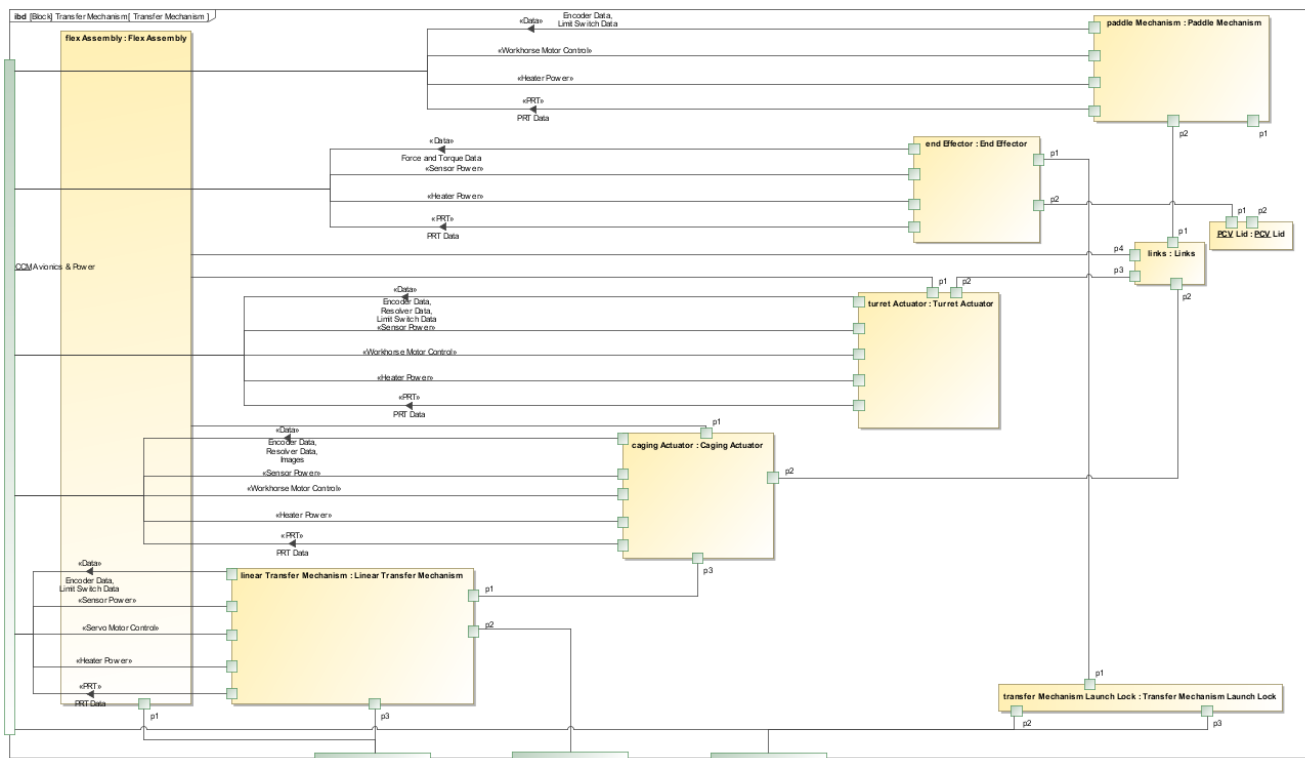 ibd [Block] Transfer Mechanism[ Transfer Mechanism ]
flex Assembly : Flex Assembly
«Data»
Encoder Data,
Limit Switch Data
paddle Mechanism : Paddle Mechanism
«Workhorse Motor Control»
«Heater Power»
«PRT»
PRT Data
p2
p1
«Data»
Force and Torque Data
end Effector : End Effector
p1
«Sensor Power»
«Heater Power»
p2
«PRT»
PRT Data
p1
p2
PCV Lid : PCV Lid
p1
p4
links : Links
CCM Avionics & Power
p3
p2
p1
p2
«Data»
Encoder Data,
Resolver Data,
Limit Switch Data
turret Actuator : Turret Actuator
«Sensor Power»
«Workhorse Motor Control»
«Heater Power»
«PRT»
PRT Data
p1
«Data»
Encoder Data,
Resolver Data,
Images
caging Actuator : Caging Actuator
«Sensor Power»
p2
«Workhorse Motor Control»
«Heater Power»
«PRT»
PRT Data
p3
«Data»
Encoder Data,
Limit Switch Data
linear Transfer Mechanism : Linear Transfer Mechanism
p1
«Sensor Power»
«Servo Motor Control»
p2
«Heater Power»
«PRT»
PRT Data
p1
p3
p1
transfer Mechanism Launch Lock : Transfer Mechanism Launch Lock
p2
p3